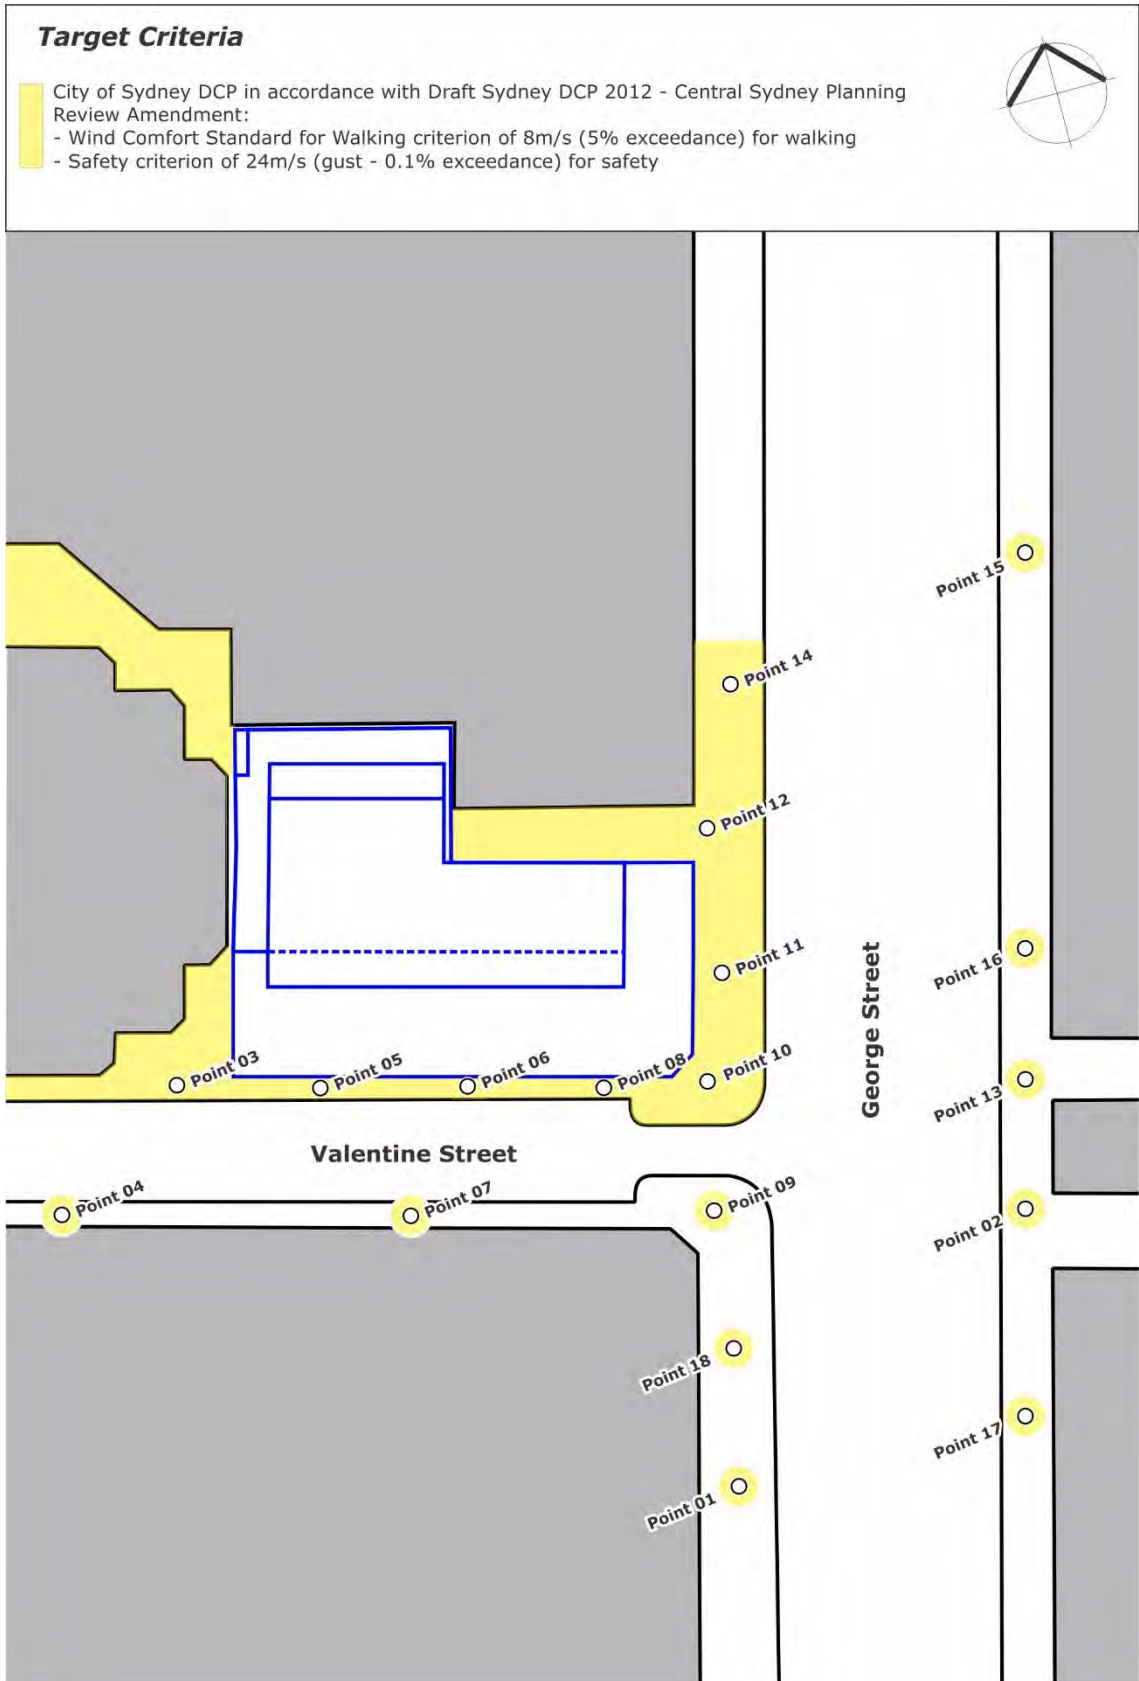 Target Criteria
City of Sydney DCP in accordance with Draft Sydney DCP 2012 - Central Sydney Planning
Review Amendment:
- Wind Comfort Standard for Walking criterion of 8m/s (5% exceedance) for walking
- Safety criterion of 24m/s (gust - 0.1% exceedance) for safety
Point 15
Point 14
Point 12
Point 11
Point 16
George Street
Point 03
Point 05
Point 06
Point 08
Point 10
Point 13
Valentine Street
Point 04
Point 07
Point 09
Point 02
Point 18
Point 17
Point 01